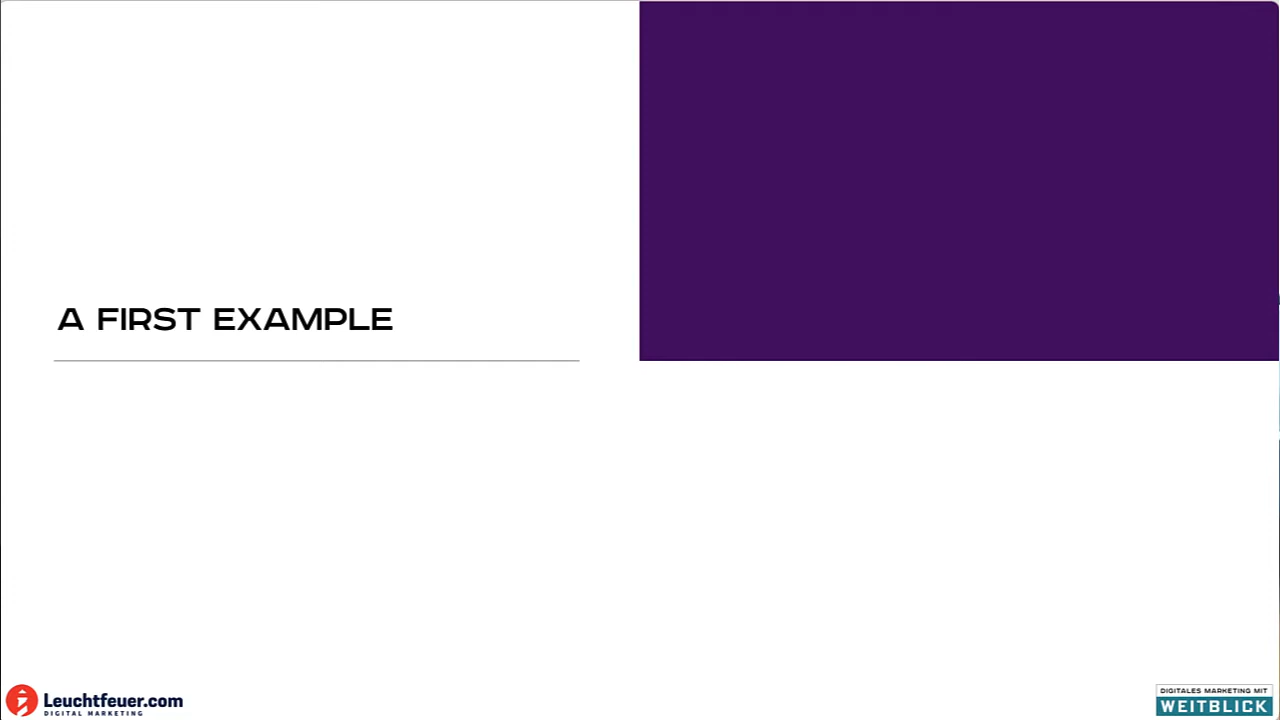 A FIRST EXAMPLE
Leuchtfeuer.com
DIGITAL MARKETING
DIGITALES MARKETING MIT
WEITBLICK